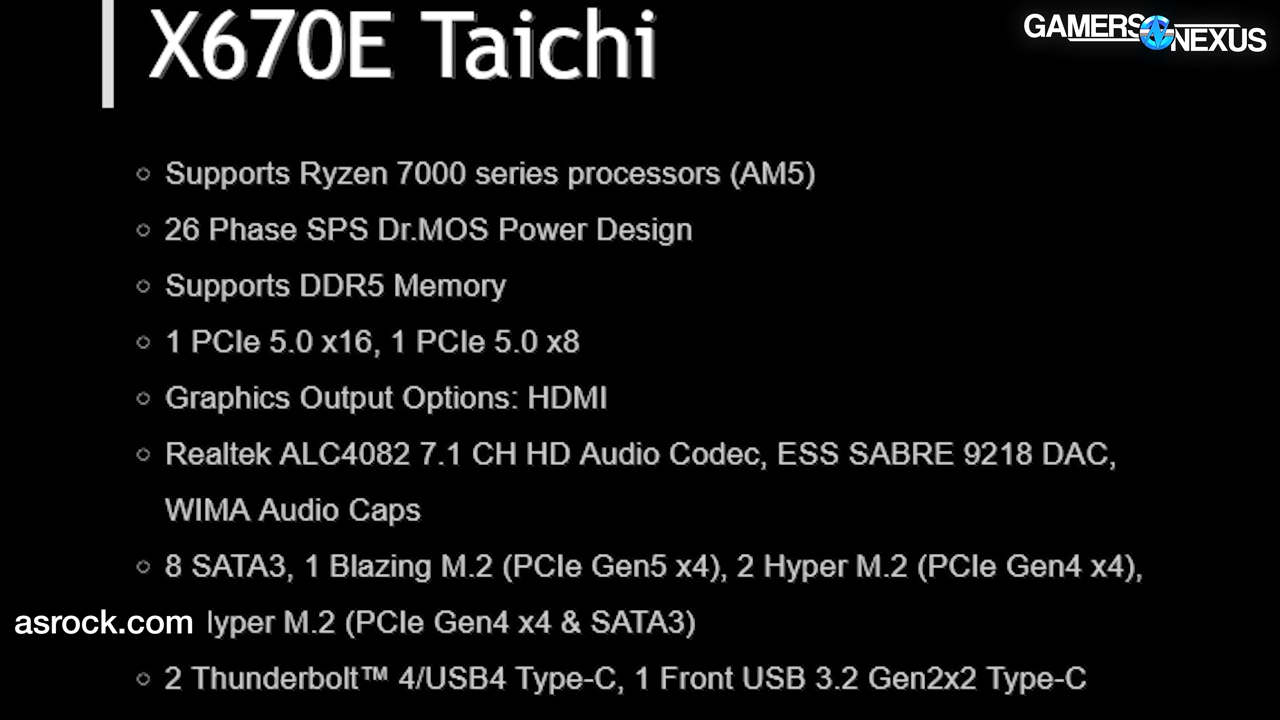 X670E Taichi
GAMERS NEXUS
Supports Ryzen 7000 series processors (AM5)
26 Phase SPS Dr.MOS Power Design
Supports DDR5 Memory
1 PCIe 5.0 x16, 1 PCIe 5.0 x8
Graphics Output Options: HDMI
Realtek ALC4082 7.1 CH HD Audio Codec, ESS SABRE 9218 DAC,
WIMA Audio Caps
8 SATA3, 1 Blazing M.2 (PCIe Gen5 x4), 2 Hyper M.2 (PCIe Gen4 x4),
asrock.com yper M.2 (PCIe Gen4 x4 & SATA3)
2 Thunderbolt™ 4/USB4 Type-C, 1 Front USB 3.2 Gen2x2 Type-C